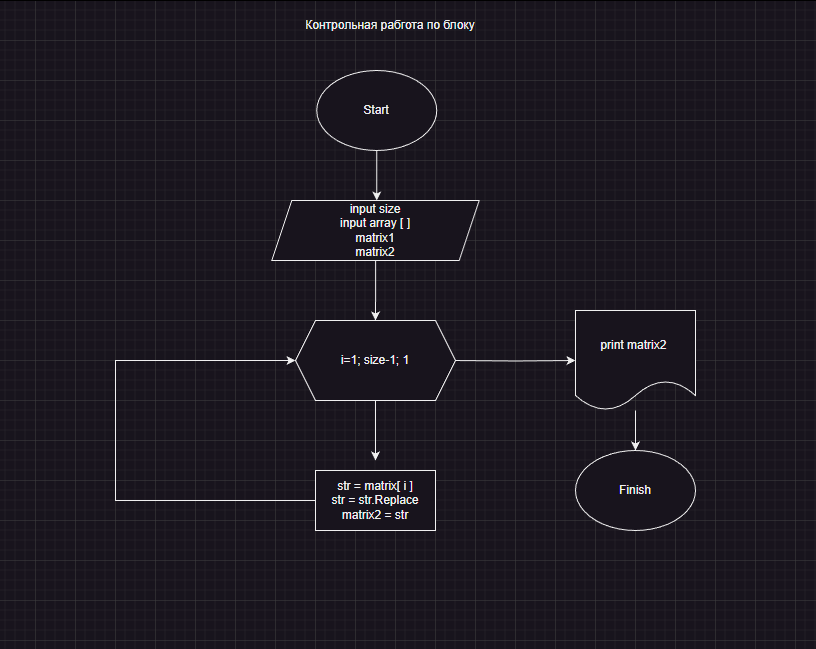 Контрольная рабгота по блоку
Start
input size
input array [ ]
matrix1
matrix2
i=1; size-1; 1
print matrix2
str = matrix[ i ]
str = str.Replace
matrix2 = str
Finish